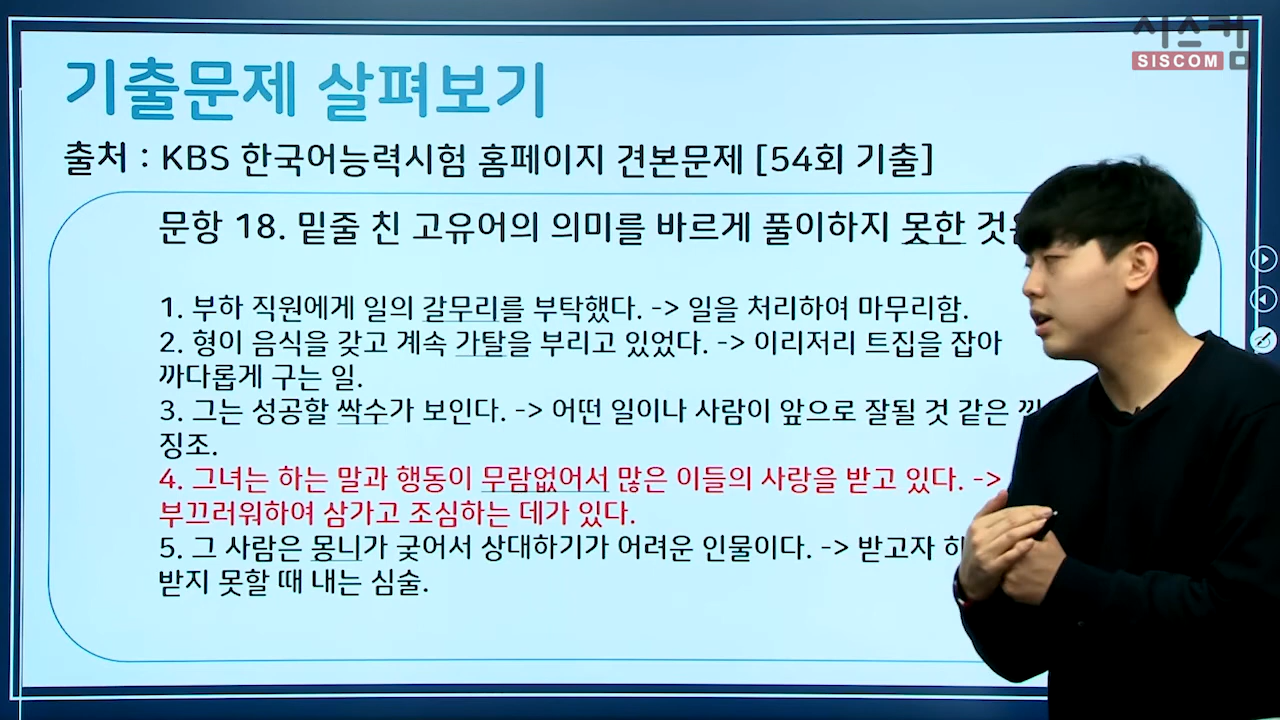 시스컴
SISCOM
기출문제 살펴보기
출처 : KBS 한국어능력시험 홈페이지 견본문제 [54회 기출]
문항 18. 밑줄 친 고유어의 의미를 바르게 풀이하지 못한
1. 부하 직원에게 일의 갈무리를 부탁했다. -> 일을 처리하여 마무리함.
2. 형이 음식을 갖고 계속 가탈을 부리고 있었다. -> 이리저리 트집을 잡아
까다롭게 구는 일.
3. 그는 성공할 싹수가 보인다. -> 어떤 일이나 사람이 앞으로 잘될 것 같은
징조.
4. 그녀는 하는 말과 행동이 무람없어서 많은 이들의 사랑을 받고 있다. ->
부끄러워하여 삼가고 조심하는 데가 있다.
5. 그 사람은 몽니가 궂어서 상대하기가 어려운 인물이다. -> 받고자
받지 못할 때 내는 심술.